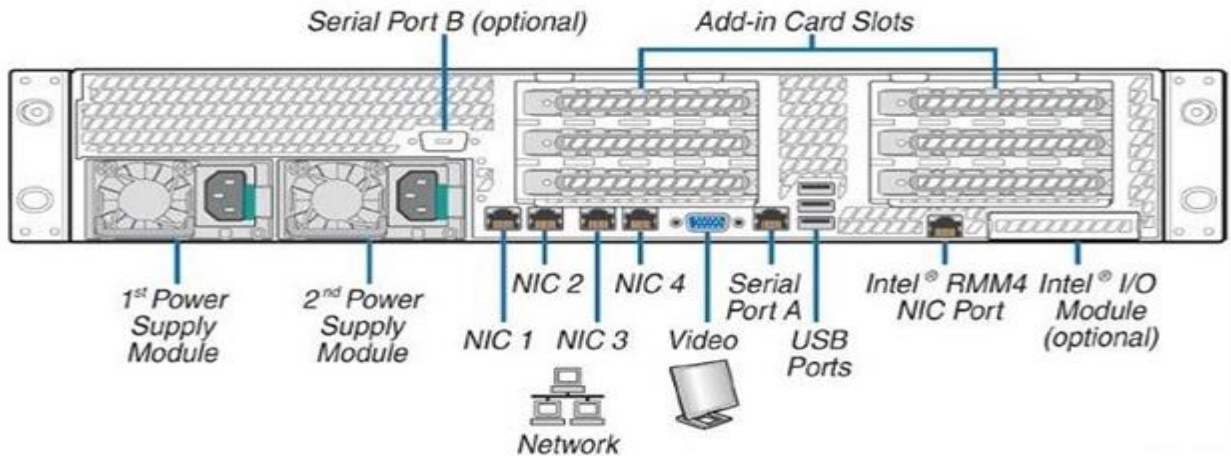 Serial Port B (optional)
Add-in Card Slots
1st Power
Supply
Module
2nd Power
Supply
Module
NIC 1
NIC 2
NIC 3
NIC 4
Video
Serial
Port A
USB
Ports
Intel® RMM4
NIC Port
Intel® I/O
Module
(optional)
Network